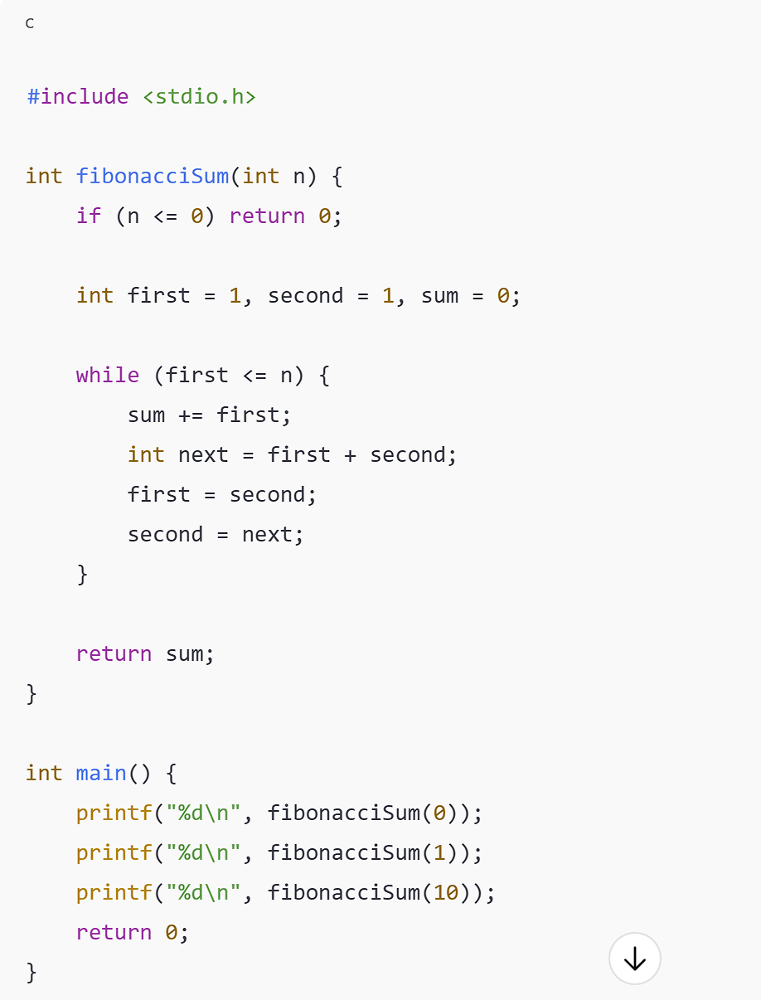 c
#include <stdio.h>
int fibonacciSum(int n) {
    if (n <= 0) return 0;
    int first = 1, second = 1, sum = 0;
    while (first <= n) {
        sum += first;
        int next = first + second;
        first = second;
        second = next;
    }
    return sum;
}
int main() {
    printf("%d\n", fibonacciSum(0));
    printf("%d\n", fibonacciSum(1));
    printf("%d\n", fibonacciSum(10));
    return 0;
}